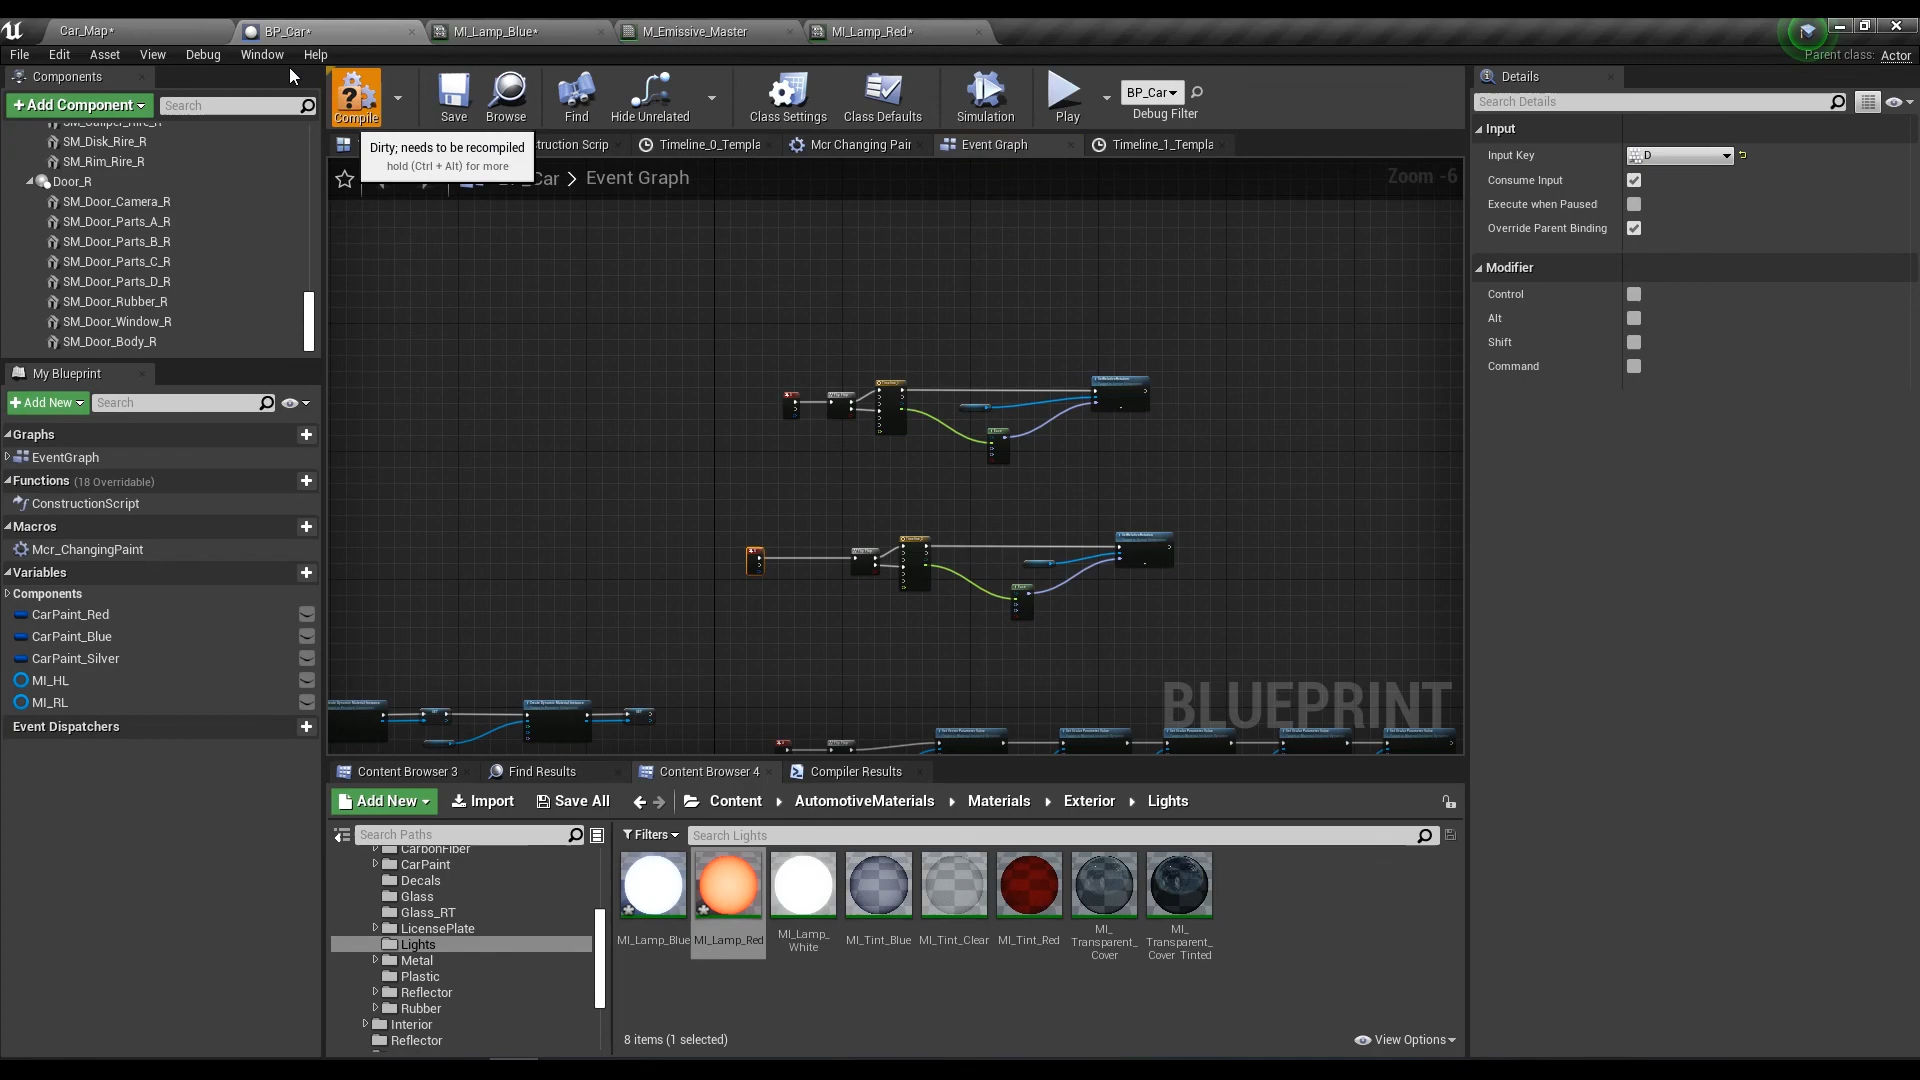 Car_Map*
BP_Car*
MI_Lamp_Blue*
M_Emissive_Master
MI_Lamp_Red*
File Edit Asset View Debug Window Help
Parent class: Actor
Components
+Add Component
Search
SM_Disk_Rire_R
SM_Rim_Rire_R
Door_R
SM_Door_Camera_R
SM_Door_Parts_A_R
SM_Door_Parts_B_R
SM_Door_Parts_C_R
SM_Door_Parts_D_R
SM_Door_Rubber_R
SM_Door_Window_R
SM_Door_Body_R
My Blueprint
+Add New
Search
Graphs
EventGraph
Functions (18 Overridable)
ConstructionScript
Macros
Mcr_ChangingPaint
Variables
Components
CarPaint_Red
CarPaint_Blue
CarPaint_Silver
MI_HL
MI_RL
Event Dispatchers
Compile
Save
Browse
Find
Hide Unrelated
Class Settings
Class Defaults
Simulation
Play
BP_Car
Debug Filter
Dirty; needs to be recompiled
hold (Ctrl + Alt) for more
struction Scrip
Timeline_0_Templa
Mcr Changing Pair
Event Graph
Timeline_1_Templa
BP_Car > Event Graph
Zoom -6
BLUEPRINT
Content Browser 3
Find Results
Content Browser 4
Compiler Results
Add New
Import
Save All
Content
AutomotiveMaterials
Materials
Exterior
Lights
Search Paths
CarbonFiber
CarPaint
Decals
Glass
Glass_RT
LicensePlate
Lights
Metal
Plastic
Reflector
Rubber
Interior
Reflector
Filters
Search Lights
MI_Lamp_Blue
MI_Lamp_Red
MI_Lamp_
White
MI_Tint_Blue
MI_Tint_Clear
MI_Tint_Red
MI_
Transparent_
Cover
MI_
Transparent_
Cover_Tinted
8 items (1 selected)
View Options
Details
Search Details
Input
Input Key
D
Consume Input
Execute when Paused
Override Parent Binding
Modifier
Control
Alt
Shift
Command